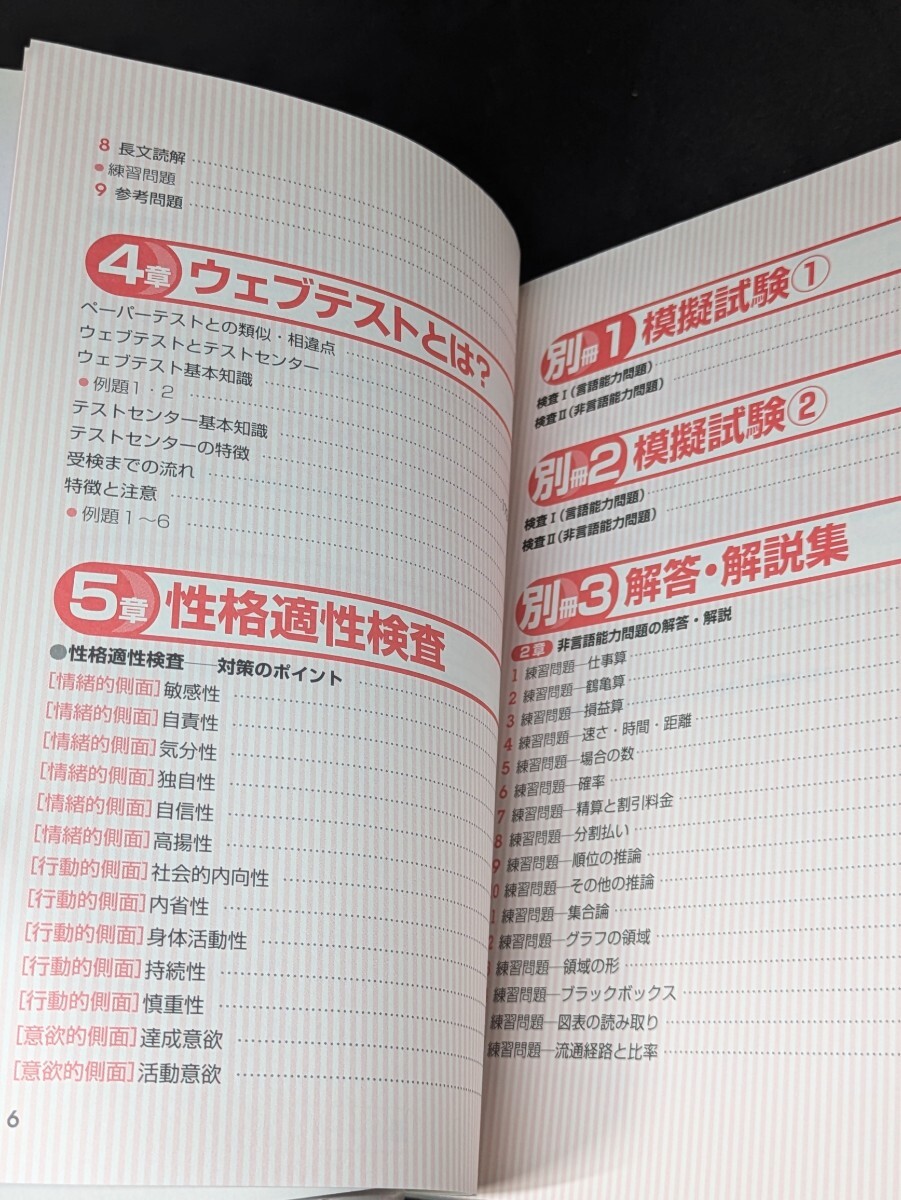 8 長文読解
●練習問題
9 参考問題
4章 ウェブテストとは?
ペーパーテストとの類似・相違点
ウェブテストとテストセンター
ウェブテスト基本知識
●例題1・2
テストセンター基本知識
テストセンターの特徴
受検までの流れ
特徴と注意
●例題1〜6
5章 性格適性検査
●性格適性検査──対策のポイント
[情緒的側面]敏感性
[情緒的側面]自責性
[情緒的側面]気分性
[情緒的側面]独自性
[情緒的側面]自信性
[情緒的側面]高揚性
[行動的側面]社会的内向性
[行動的側面]内省性
[行動的側面]身体活動性
[行動的側面]持続性
[行動的側面]慎重性
[意欲的側面]達成意欲
[意欲的側面]活動意欲
6
別冊1 模擬試験①
検査Ⅰ(言語能力問題)
検査Ⅱ(非言語能力問題)
別冊2 模擬試験②
検査Ⅰ(言語能力問題)
検査Ⅱ(非言語能力問題)
別冊3 解答・解説集
2章 非言語能力問題の解答・解説
1 練習問題─仕事算
2 練習問題─鶴亀算
3 練習問題─損益算
4 練習問題─速さ・時間・距離
5 練習問題─場合の数
6 練習問題─確率
7 練習問題─精算と割引料金
8 練習問題─分割払い
9 練習問題─順位の推論
0 練習問題─その他の推論
1 練習問題─集合論
2 練習問題─グラフの領域
練習問題─領域の形
練習問題─ブラックボックス
練習問題─図表の読み取り
練習問題─流通経路と比率